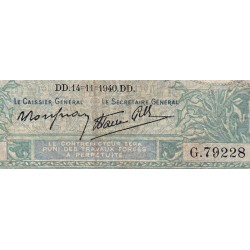 DD.14-11-1940.DD.
LE CAISSIER GÉNÉRAL LE SECRÉTAIRE GÉNÉRAL
LE CONTREFACTEUR SERA
PUNI DES TRAVAUX FORCÉS
À PERPÉTUITÉ
G.79228